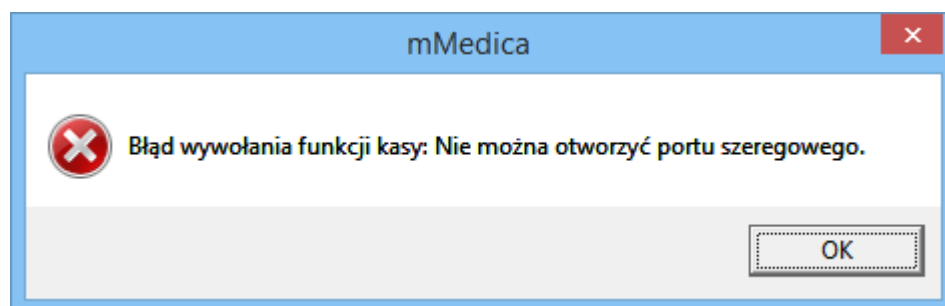 mMedica
Błąd wywołania funkcji kasy: Nie można otworzyć portu szeregowego.
OK